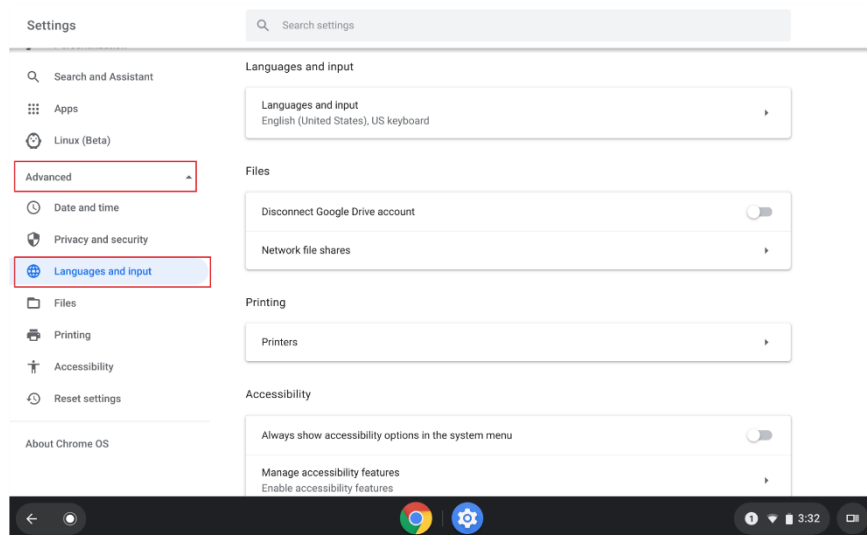 Settings
Search settings
Search and Assistant
Apps
Linux (Beta)
Advanced
Date and time
Privacy and security
Languages and input
Files
Printing
Accessibility
Reset settings
About Chrome OS
Languages and input
Languages and input
English (United States), US keyboard
Files
Disconnect Google Drive account
Network file shares
Printing
Printers
Accessibility
Always show accessibility options in the system menu
Manage accessibility features
Enable accessibility features
1
3:32